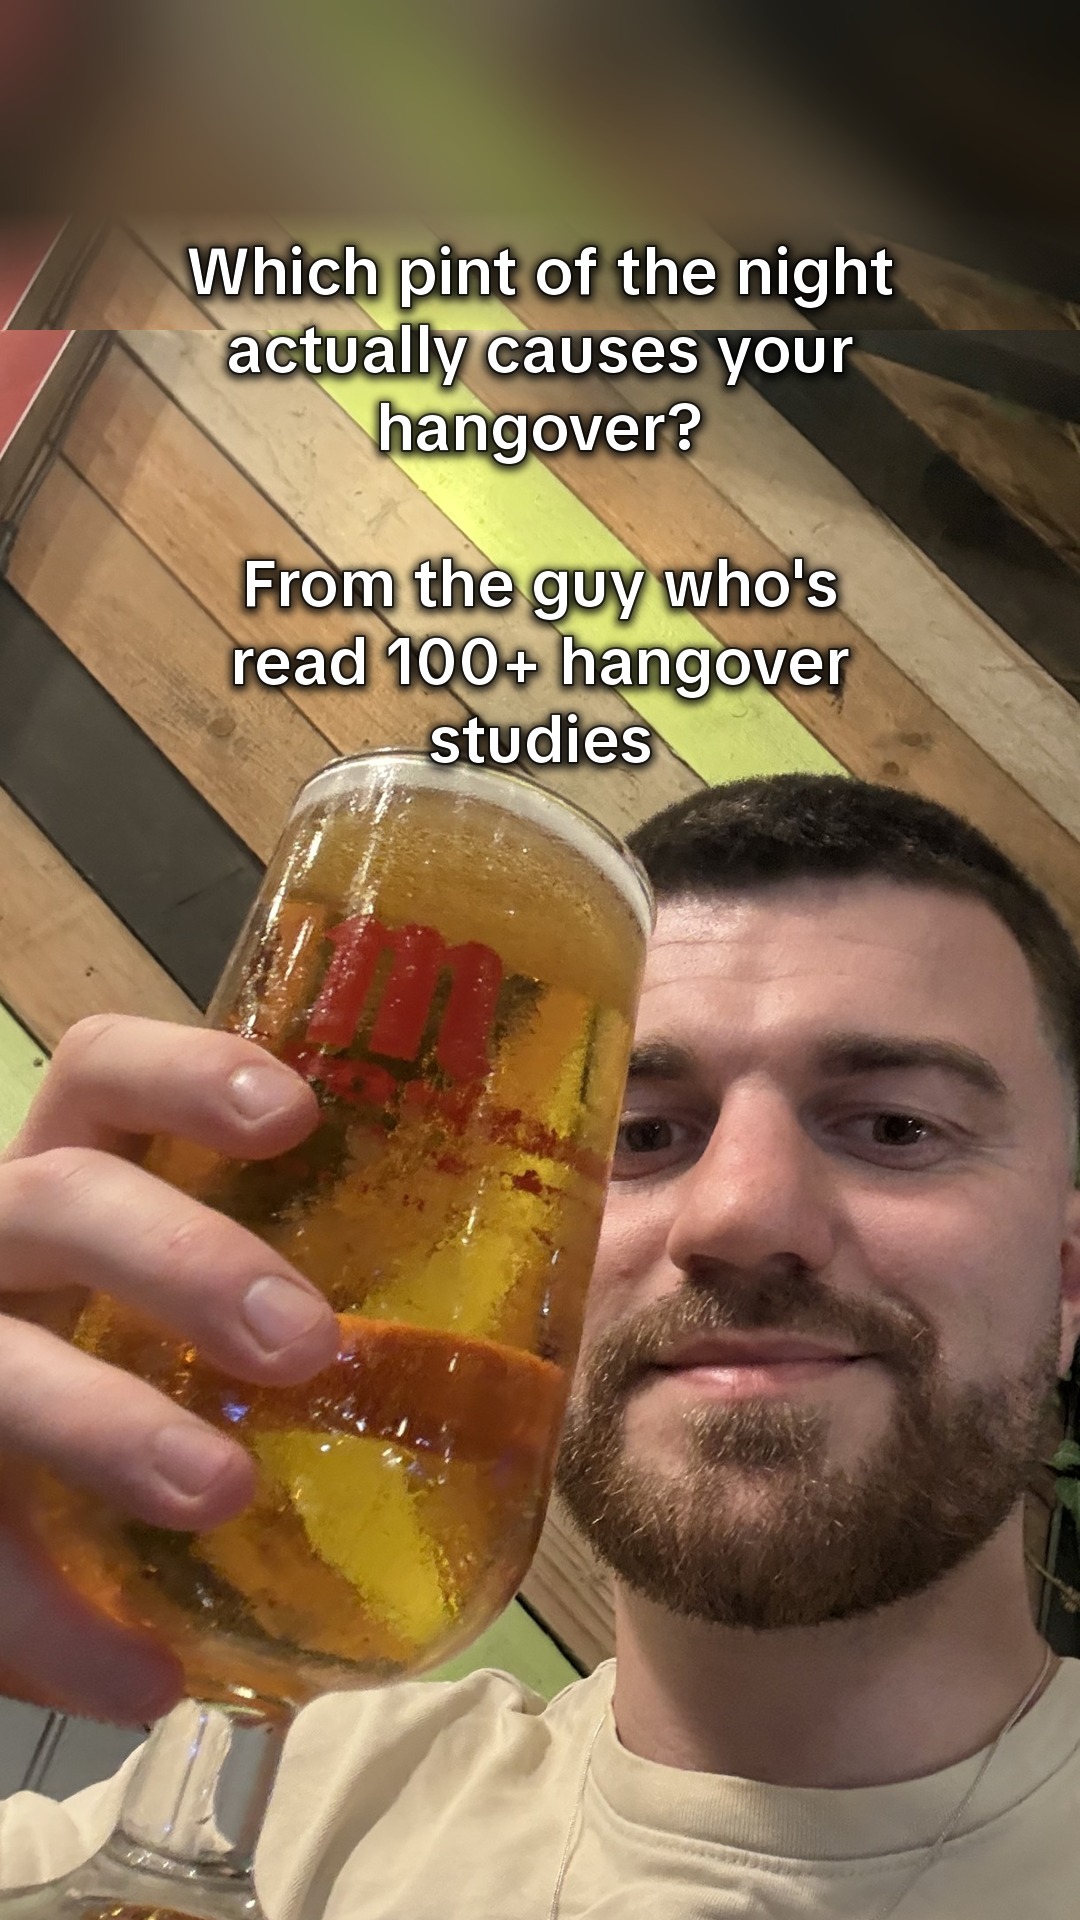 Which pint of the night
actually causes your
hangover?
From the guy who's
read 100+ hangover
studies
m